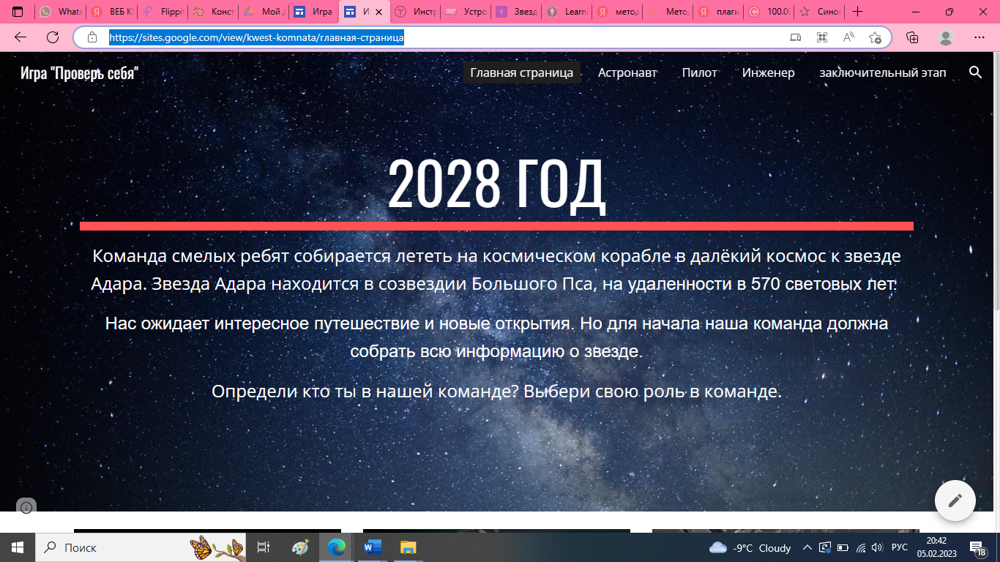 Whats
ВЕБ К
Flippit
Конст
Мой д
Игра
И
Инстр
Устро
Звезд
Learn
метод
Метод
плаги
100.00
Синон
https://sites.google.com/view/kwest-komnata/главная-страница
Игра "Проверь себя"
Главная страница
Астронавт
Пилот
Инженер
заключительный этап
2028 ГОД
Команда смелых ребят собирается лететь на космическом корабле в далёкий космос к звезде
Адара. Звезда Адара находится в созвездии Большого Пса, на удаленности в 570 световых лет.
Нас ожидает интересное путешествие и новые открытия. Но для начала наша команда должна
собрать всю информацию о звезде.
Определи кто ты в нашей команде? Выбери свою роль в команде.
Поиск
-9°C Cloudy
РУС
20:42
05.02.2023
18